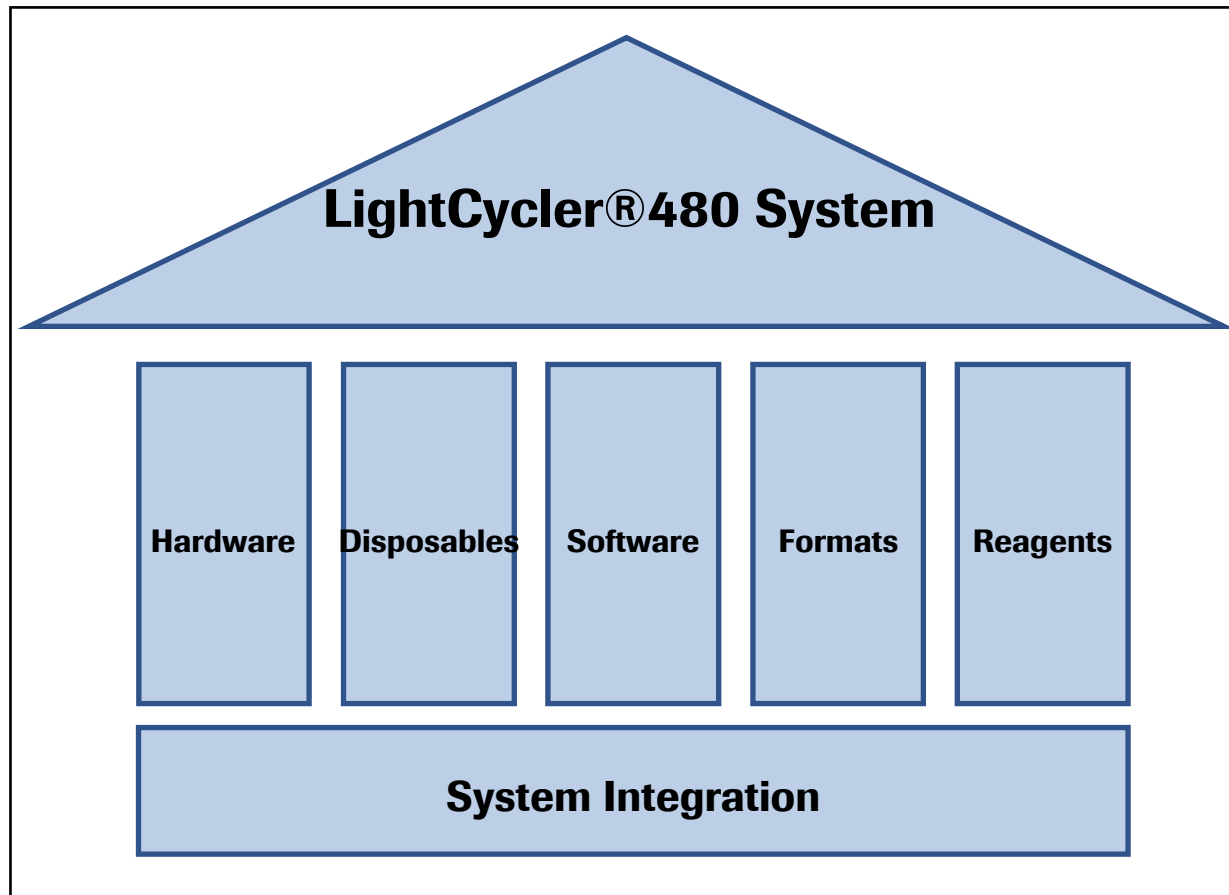 LightCycler®480 System
Hardware
Disposables
Software
Formats
Reagents
System Integration